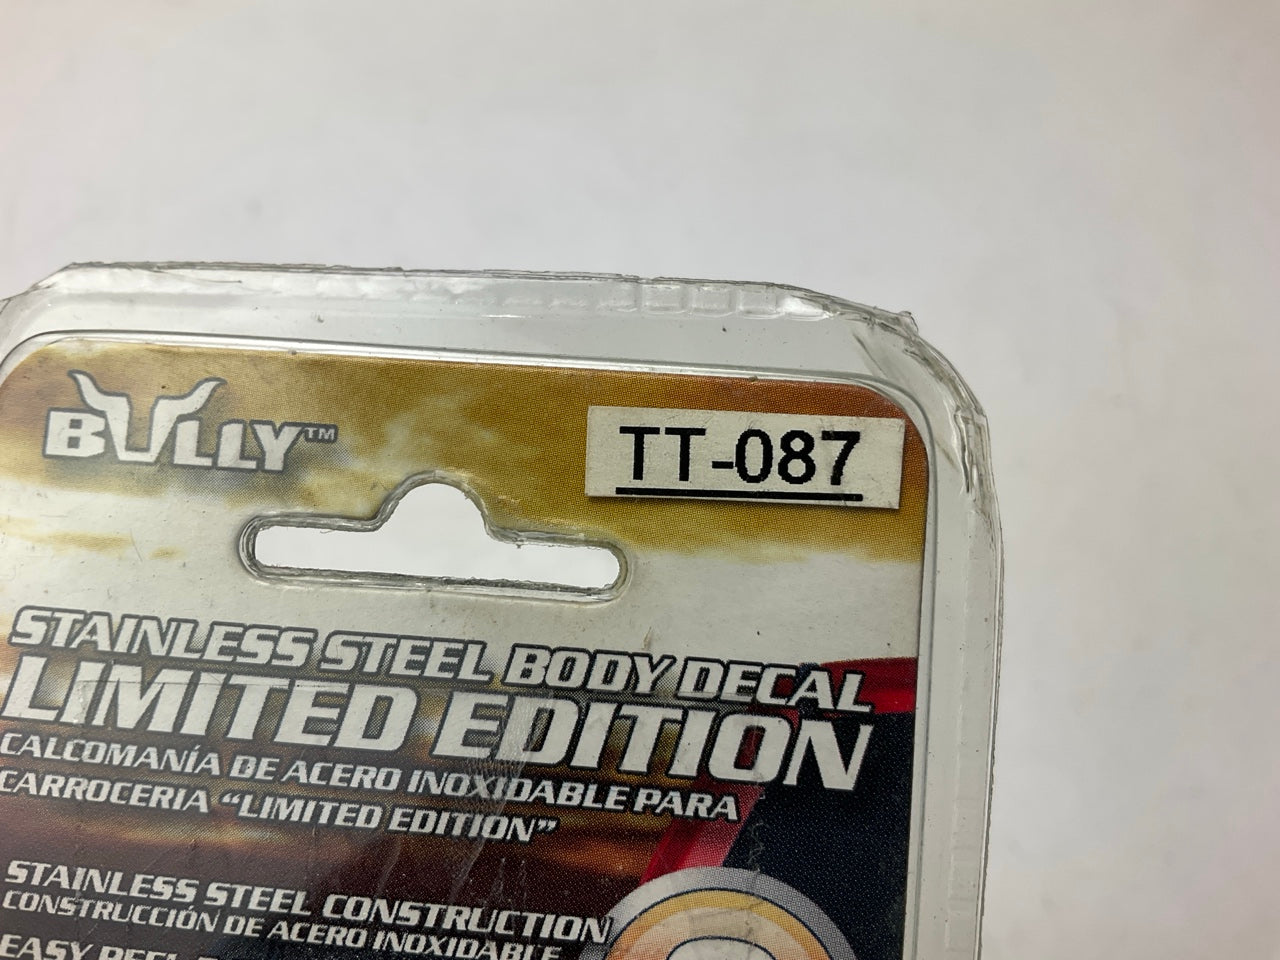 BULLY™
TT-087
STAINLESS STEEL BODY DECAL
LIMITED EDITION
CALCOMANÍA DE ACERO INOXIDABLE PARA
CARROCERIA “LIMITED EDITION”
STAINLESS STEEL CONSTRUCTION
CONSTRUCCIÓN DE ACERO INOXIDABLE
EASY